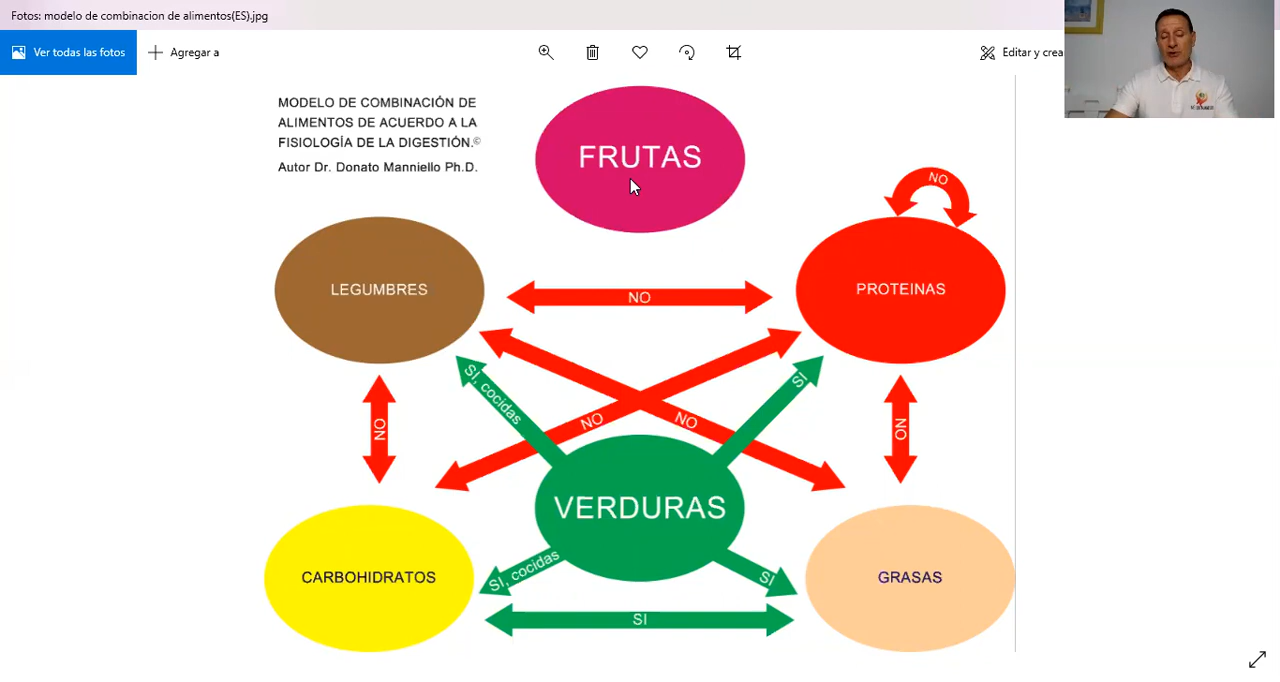 Fotos: modelo de combinacion de alimentos(ES).jpg
Ver todas las fotos
Agregar a
Editar y crea
MODELO DE COMBINACIÓN DE
ALIMENTOS DE ACUERDO A LA
FISIOLOGÍA DE LA DIGESTIÓN.©
Autor Dr. Donato Manniello Ph.D.
FRUTAS
NO
LEGUMBRES
NO
PROTEINAS
SI, cocidas
SI
NO
NO
NO
NO
VERDURAS
SI, cocidas
SI
CARBOHIDRATOS
GRASAS
SI